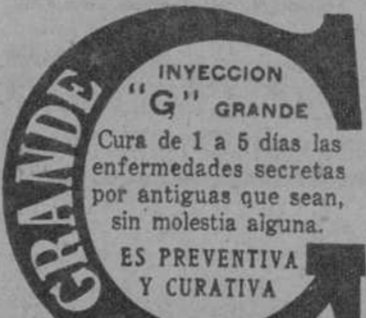 GRANDE
INYECCION
"G" GRANDE
Cura de 1 a 5 días las
enfermedades secretas
por antiguas que sean,
sin molestia alguna.
ES PREVENTIVA
Y CURATIVA